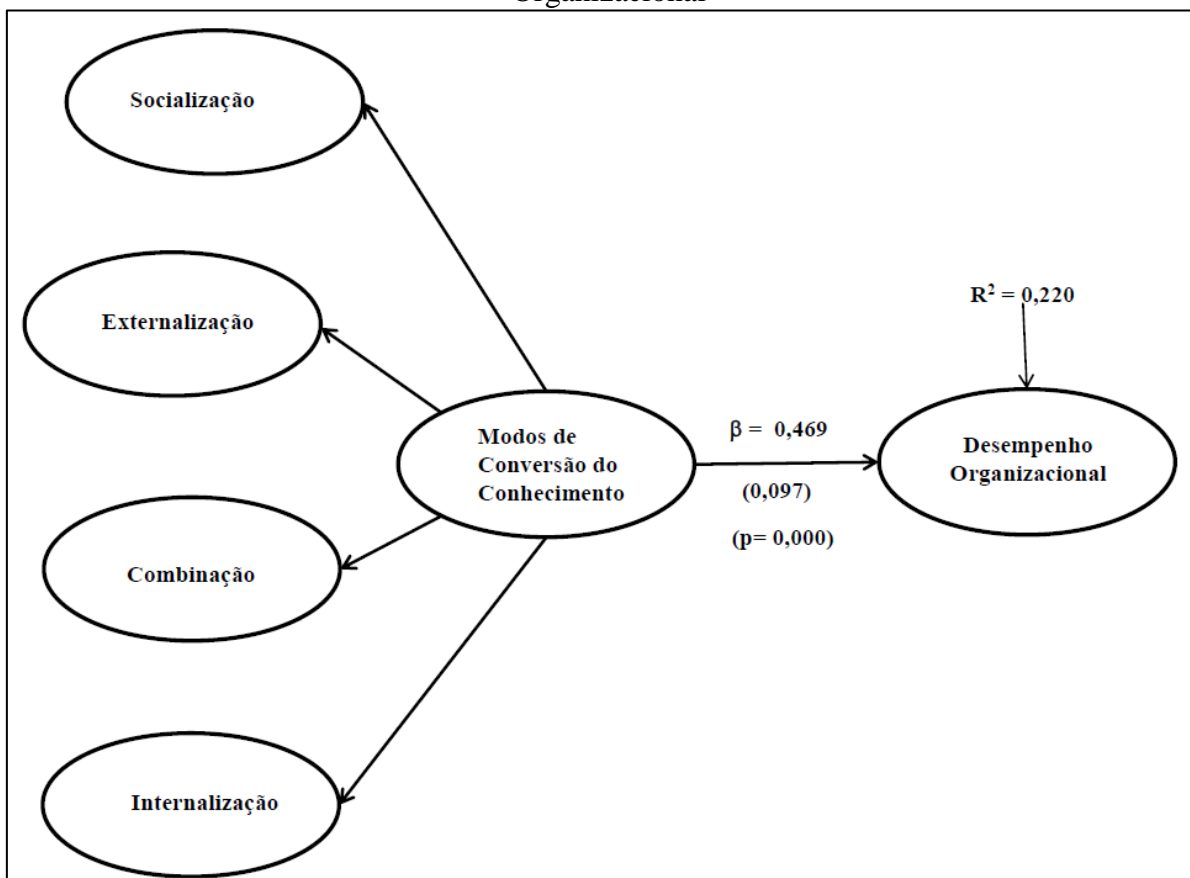 Organizacional
Socialização
Externalização
R² = 0,220
Modos de
Conversão do
Conhecimento
β = 0,469
(0,097)
(p= 0,000)
Desempenho
Organizacional
Combinação
Internalização